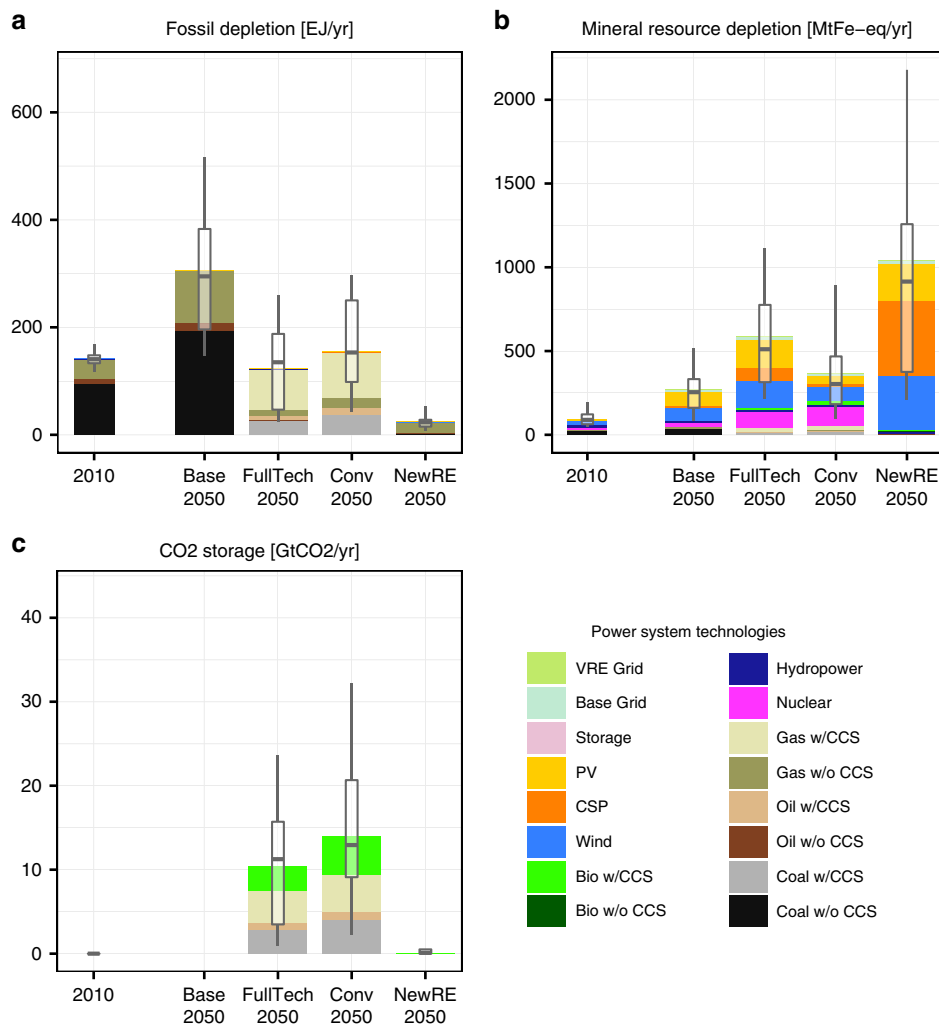 a
Fossil depletion [EJ/yr]
600
400
200
0
2010
Base
2050
FullTech
2050
Conv
2050
NewRE
2050
b
Mineral resource depletion [MtFe−eq/yr]
2000
1500
1000
500
0
2010
Base
2050
FullTech
2050
Conv
2050
NewRE
2050
c
CO2 storage [GtCO2/yr]
40
30
20
10
0
2010
Base
2050
FullTech
2050
Conv
2050
NewRE
2050
Power system technologies
VRE Grid
Base Grid
Storage
PV
CSP
Wind
Bio w/CCS
Bio w/o CCS
Hydropower
Nuclear
Gas w/CCS
Gas w/o CCS
Oil w/CCS
Oil w/o CCS
Coal w/CCS
Coal w/o CCS